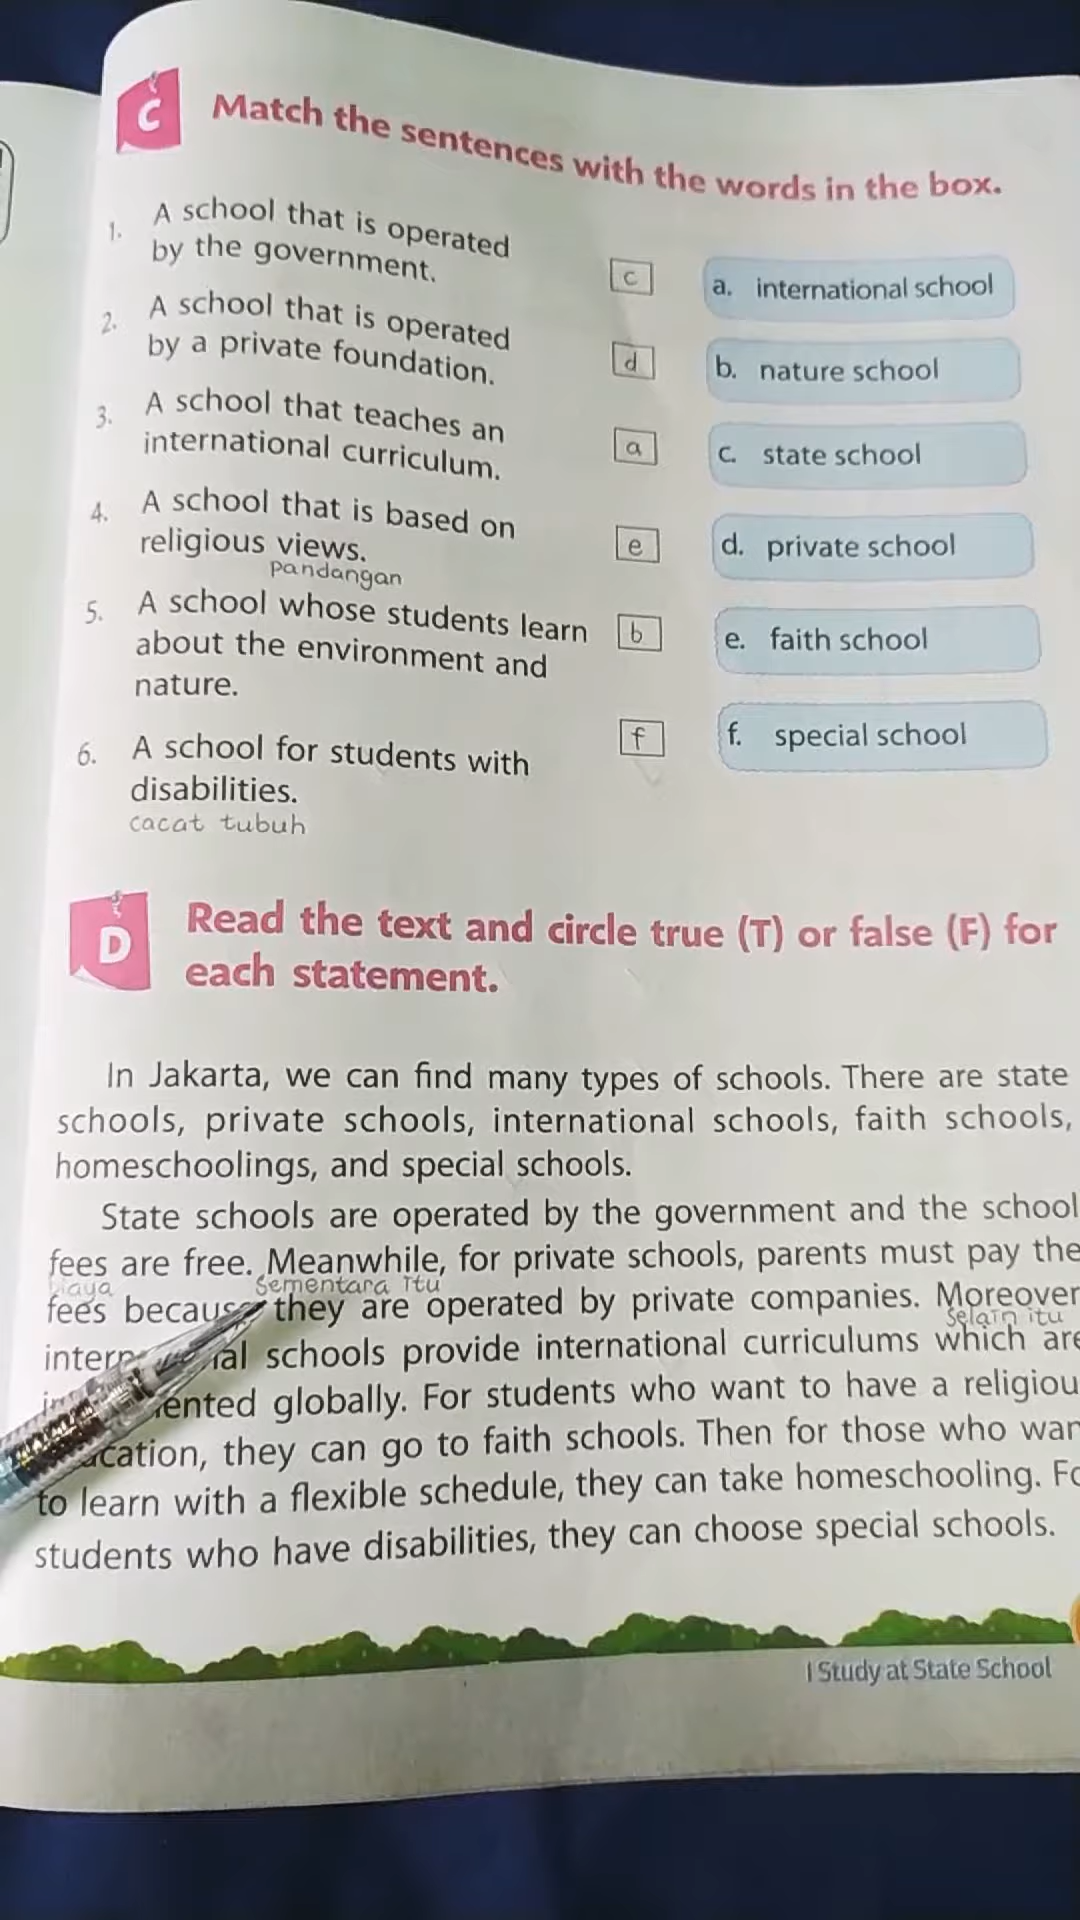 C
Match the sentences with the words in the box.
1. A school that is operated
by the government.
c
a. international school
2. A school that is operated
by a private foundation.
d
b. nature school
3. A school that teaches an
international curriculum.
a
c. state school
4. A school that is based on
religious views.
pandangan
e
d. private school
5. A school whose students learn
about the environment and
nature.
b
e. faith school
6. A school for students with
disabilities.
cacat tubuh
f
f. special school
D
Read the text and circle true (T) or false (F) for
each statement.
In Jakarta, we can find many types of schools. There are state
schools, private schools, international schools, faith schools,
homeschoolings, and special schools.
State schools are operated by the government and the school
fees are free. Meanwhile, for private schools, parents must pay the
biaya sementara itu
fees because they are operated by private companies. Moreover
selain itu
schools provide international curriculums which are
globally. For students who want to have a religiou
they can go to faith schools. Then for those who wan
to learn with a flexible schedule, they can take homeschooling. Fo
students who have disabilities, they can choose special schools.
I Study at State School